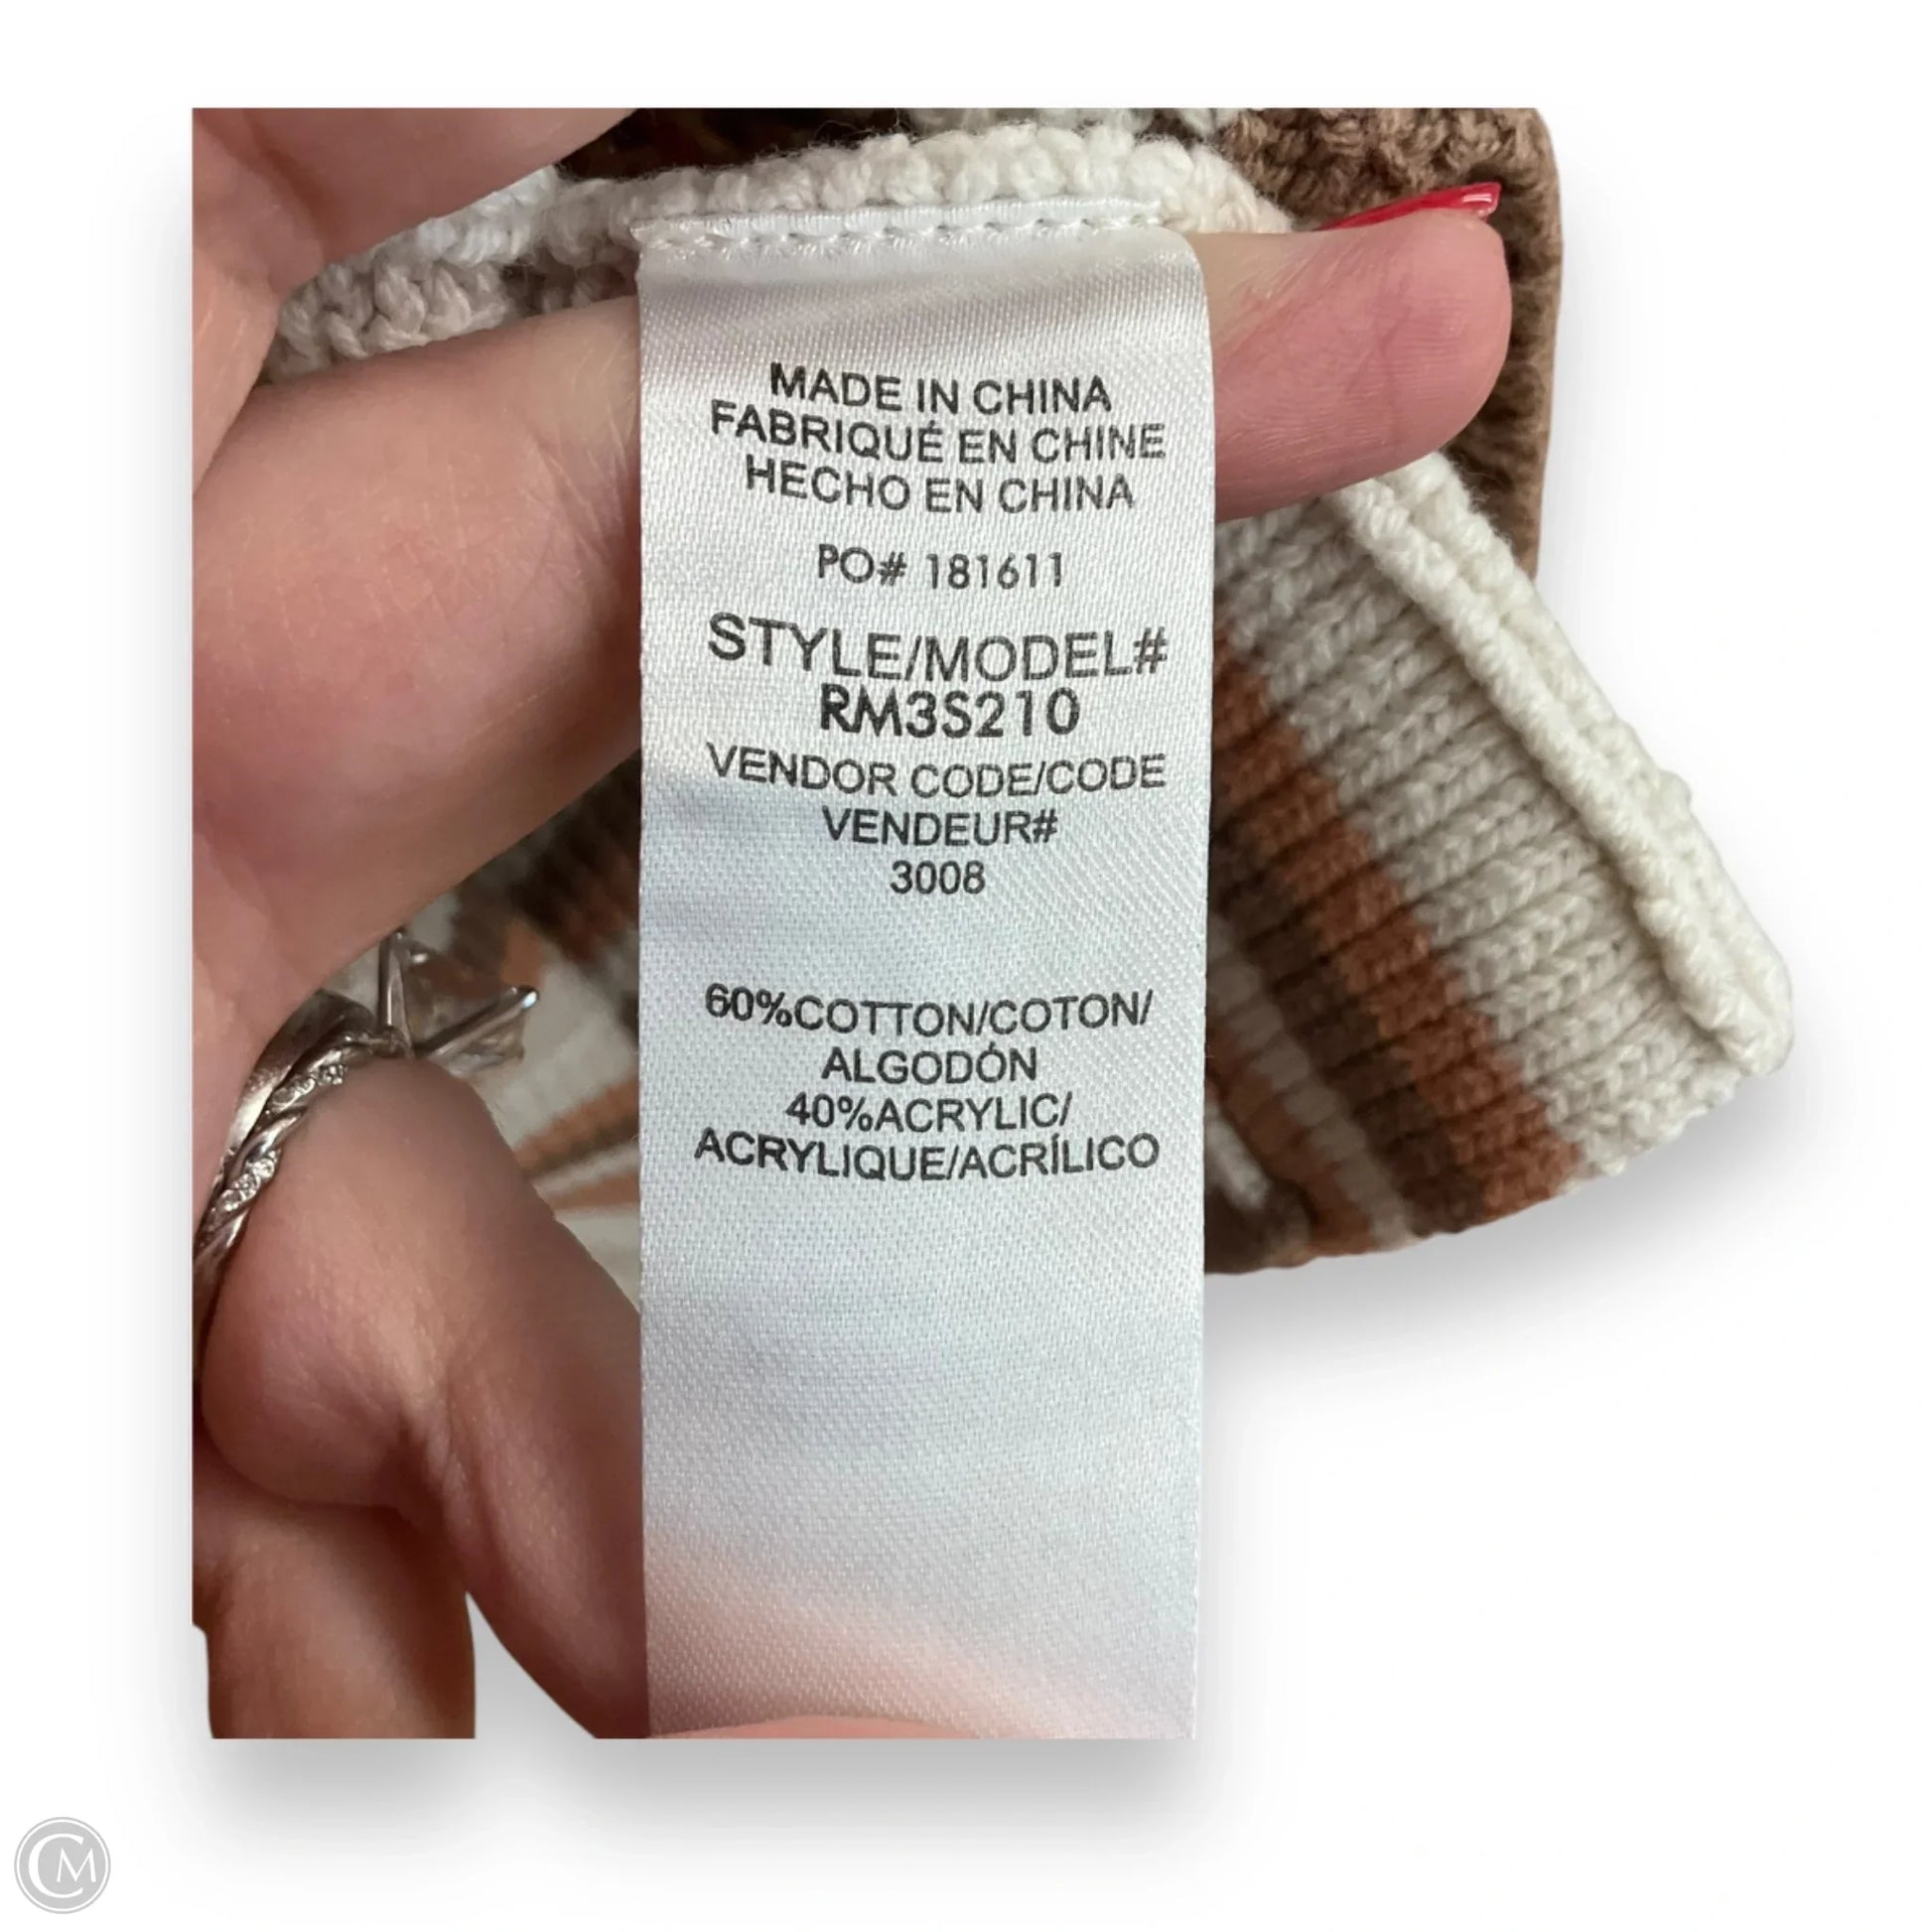 MADE IN CHINA
FABRIQUÉ EN CHINE
HECHO EN CHINA
PO# 181611
STYLE/MODEL#
RM3S210
VENDOR CODE/CODE
VENDEUR#
3008
60%COTTON/COTON/
ALGODÓN
40%ACRYLIC/
ACRYLIQUE/ACRÍLICO
CM